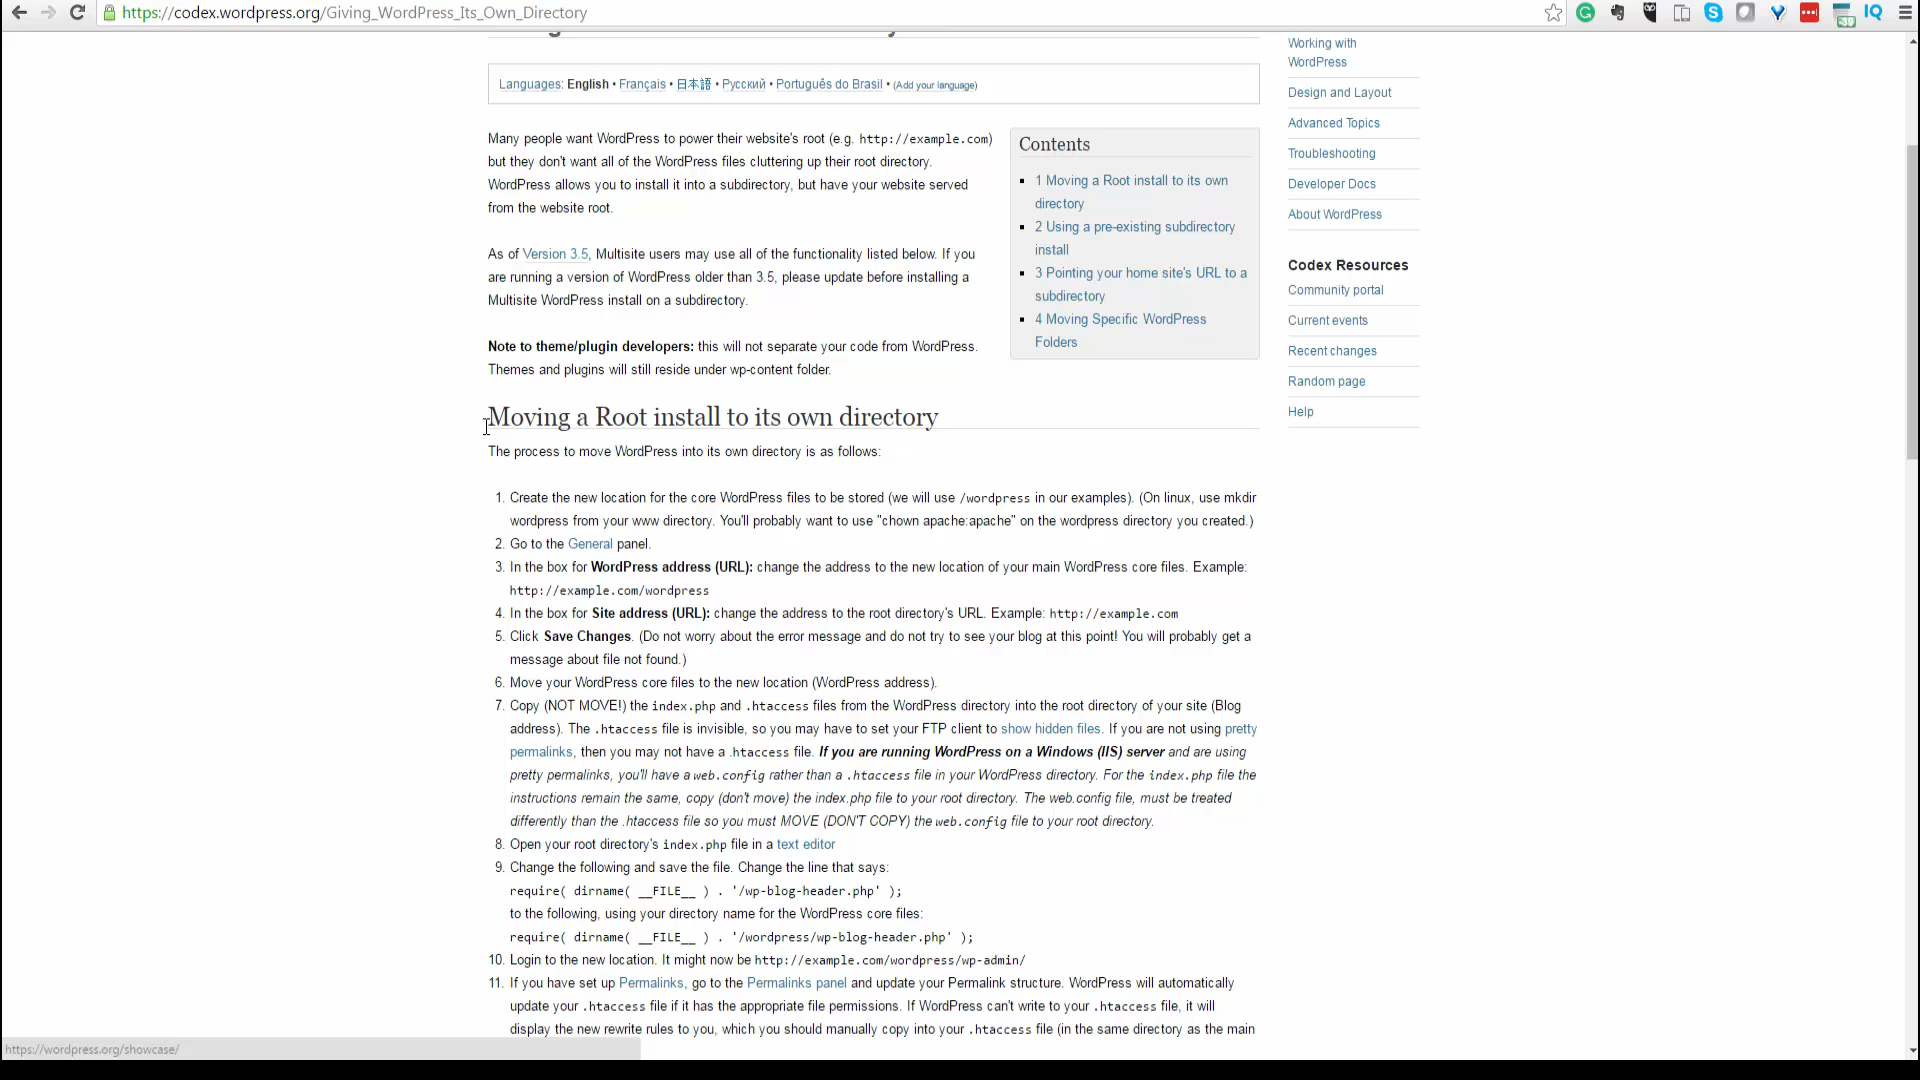 https://codex.wordpress.org/Giving_WordPress_Its_Own_Directory
Languages: English • Français • 日本語 • Русский • Português do Brasil • (Add your language)
Many people want WordPress to power their website's root (e.g. http://example.com)
but they don't want all of the WordPress files cluttering up their root directory.
WordPress allows you to install it into a subdirectory, but have your website served
from the website root.
As of Version 3.5, Multisite users may use all of the functionality listed below. If you
are running a version of WordPress older than 3.5, please update before installing a
Multisite WordPress install on a subdirectory.
Note to theme/plugin developers: this will not separate your code from WordPress.
Themes and plugins will still reside under wp-content folder.
Contents
1 Moving a Root install to its own
directory
2 Using a pre-existing subdirectory
install
3 Pointing your home site's URL to a
subdirectory
4 Moving Specific WordPress
Folders
Moving a Root install to its own directory
The process to move WordPress into its own directory is as follows:
1. Create the new location for the core WordPress files to be stored (we will use /wordpress in our examples). (On linux, use mkdir
wordpress from your www directory. You'll probably want to use "chown apache:apache" on the wordpress directory you created.)
2. Go to the General panel.
3. In the box for WordPress address (URL): change the address to the new location of your main WordPress core files. Example:
http://example.com/wordpress
4. In the box for Site address (URL): change the address to the root directory's URL. Example: http://example.com
5. Click Save Changes. (Do not worry about the error message and do not try to see your blog at this point! You will probably get a
message about file not found.)
6. Move your WordPress core files to the new location (WordPress address).
7. Copy (NOT MOVE!) the index.php and .htaccess files from the WordPress directory into the root directory of your site (Blog
address). The .htaccess file is invisible, so you may have to set your FTP client to show hidden files. If you are not using pretty
permalinks, then you may not have a .htaccess file. If you are running WordPress on a Windows (IIS) server and are using
pretty permalinks, you'll have a web.config rather than a .htaccess file in your WordPress directory. For the index.php file the
instructions remain the same, copy (don't move) the index.php file to your root directory. The web.config file, must be treated
differently than the .htaccess file so you must MOVE (DON'T COPY) the web.config file to your root directory.
8. Open your root directory's index.php file in a text editor
9. Change the following and save the file. Change the line that says:
require( dirname( __FILE__ ) . '/wp-blog-header.php' );
to the following, using your directory name for the WordPress core files:
require( dirname( __FILE__ ) . '/wordpress/wp-blog-header.php' );
10. Login to the new location. It might now be http://example.com/wordpress/wp-admin/
11. If you have set up Permalinks, go to the Permalinks panel and update your Permalink structure. WordPress will automatically
update your .htaccess file if it has the appropriate file permissions. If WordPress can't write to your .htaccess file, it will
display the new rewrite rules to you, which you should manually copy into your .htaccess file (in the same directory as the main
Working with
WordPress
Design and Layout
Advanced Topics
Troubleshooting
Developer Docs
About WordPress
Codex Resources
Community portal
Current events
Recent changes
Random page
Help
https://wordpress.org/showcase/